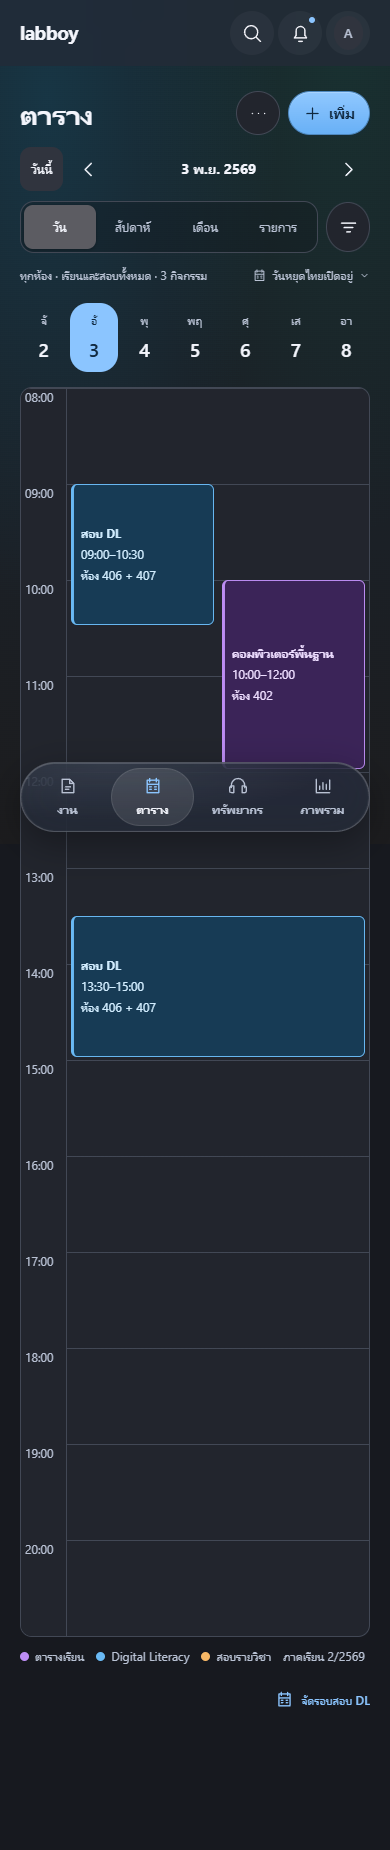 labboy
A
ตาราง
...
เพิ่ม
วันนี้
3 พ.ย. 2569
วัน
สัปดาห์
เดือน
รายการ
ทุกห้อง · เรียนและสอบทั้งหมด · 3 กิจกรรม
วันหยุดไทยเปิดอยู่
จั อั พุ พฤ ศุ เส อา
2 3 4 5 6 7 8
08:00
09:00
สอบ DL
09:00–10:30
ห้อง 406 + 407
10:00
คอมพิวเตอร์พื้นฐาน
10:00–12:00
ห้อง 402
11:00
12:00
งาน
ตาราง
ทรัพยากร
ภาพรวม
13:00
สอบ DL
13:30–15:00
ห้อง 406 + 407
14:00
15:00
16:00
17:00
18:00
19:00
20:00
ตารางเรียน
Digital Literacy
สอบรายวิชา
ภาคเรียน 2/2569
จัดรอบสอบ DL